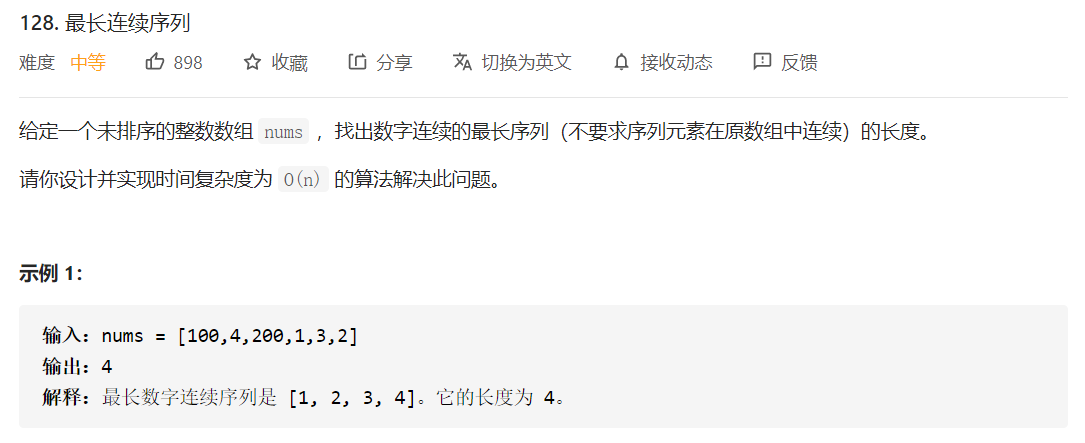 128. 最长连续序列
难度 中等 898 收藏 分享 切换为英文 接收动态 反馈
给定一个未排序的整数数组 nums ，找出数字连续的最长序列（不要求序列元素在原数组中连续）的长度。
请你设计并实现时间复杂度为 O(n) 的算法解决此问题。
示例 1：
输入：nums = [100,4,200,1,3,2]
输出：4
解释：最长数字连续序列是 [1, 2, 3, 4]。它的长度为 4。